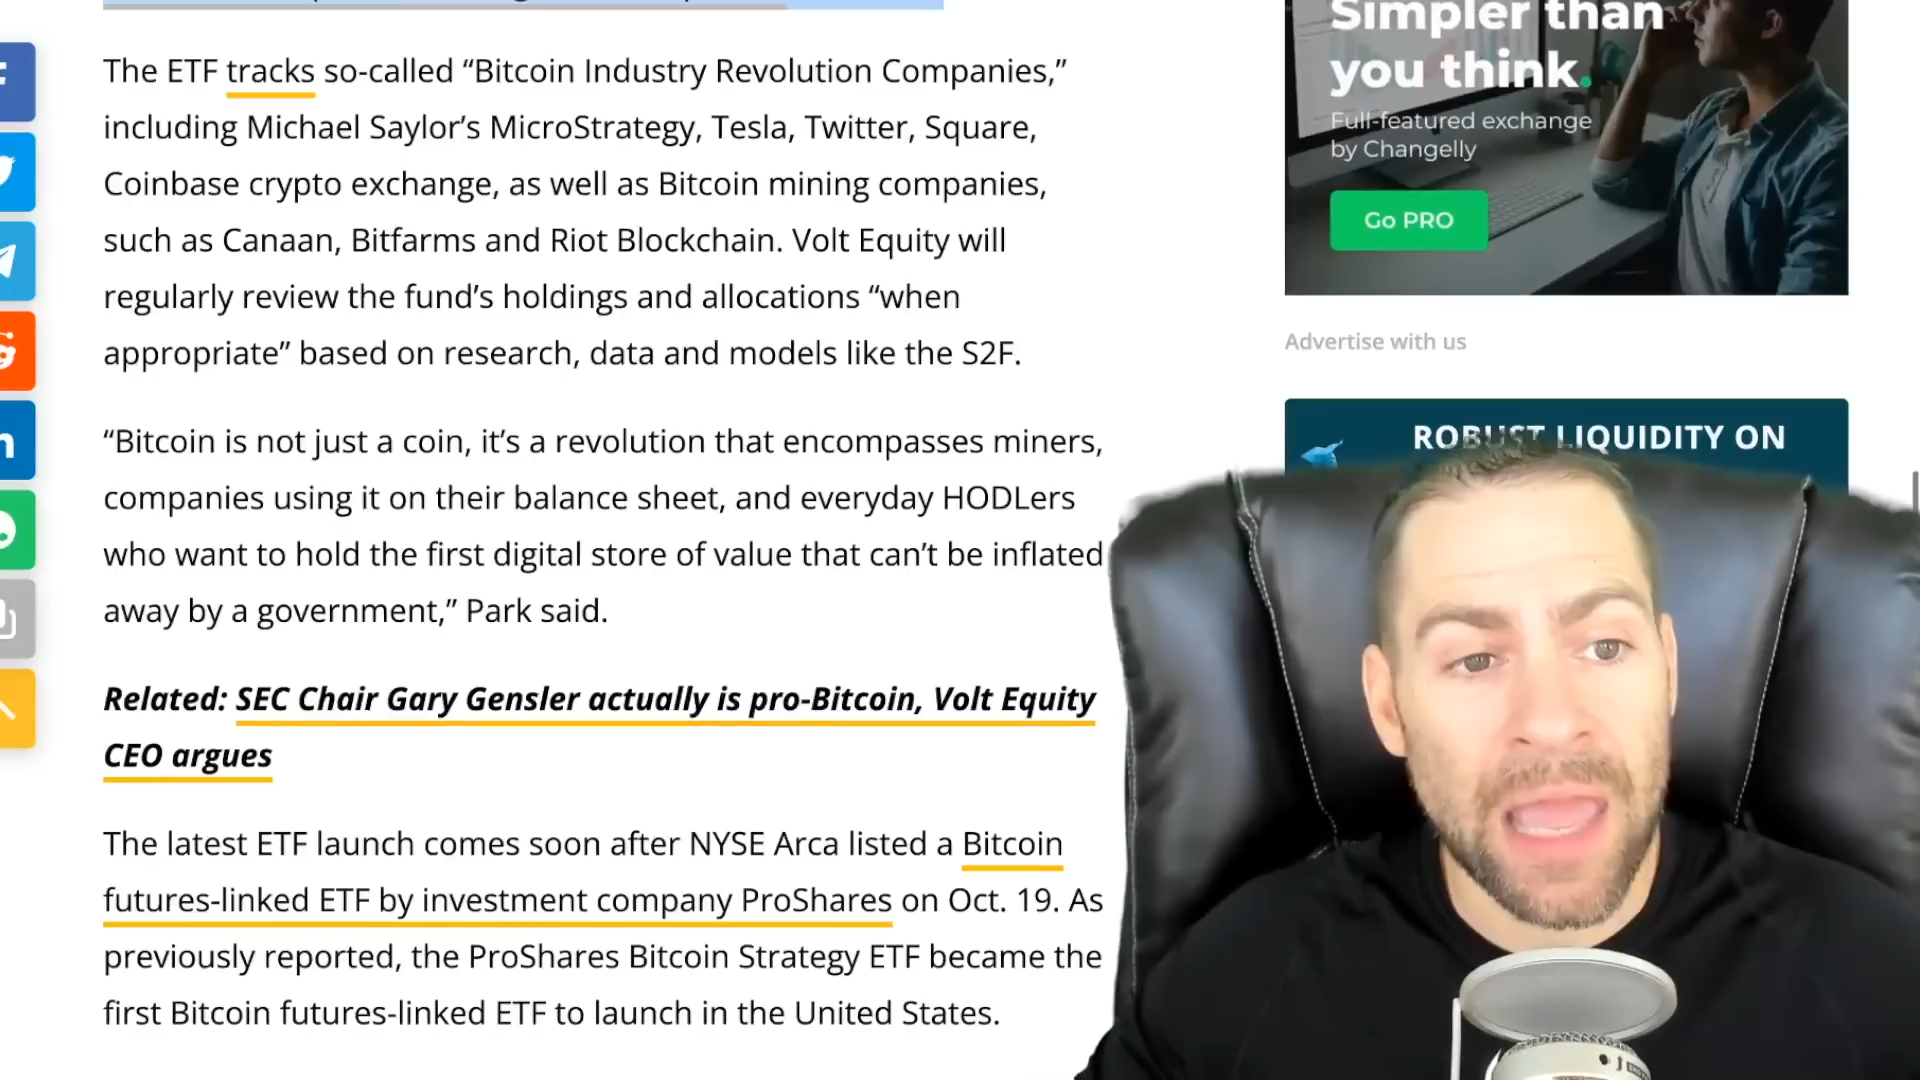 The ETF tracks so-called “Bitcoin Industry Revolution Companies,”
including Michael Saylor’s MicroStrategy, Tesla, Twitter, Square,
Coinbase crypto exchange, as well as Bitcoin mining companies,
such as Canaan, Bitfarms and Riot Blockchain. Volt Equity will
regularly review the fund’s holdings and allocations “when
appropriate” based on research, data and models like the S2F.
“Bitcoin is not just a coin, it’s a revolution that encompasses miners,
companies using it on their balance sheet, and everyday HODLers
who want to hold the first digital store of value that can’t be inflated
away by a government,” Park said.
Related: SEC Chair Gary Gensler actually is pro-Bitcoin, Volt Equity
CEO argues
The latest ETF launch comes soon after NYSE Arca listed a Bitcoin
futures-linked ETF by investment company ProShares on Oct. 19. As
previously reported, the ProShares Bitcoin Strategy ETF became the
first Bitcoin futures-linked ETF to launch in the United States.
Simpler than
you think.
Full-featured exchange
by Changelly
Go PRO
Advertise with us
ROBUST LIQUIDITY ON